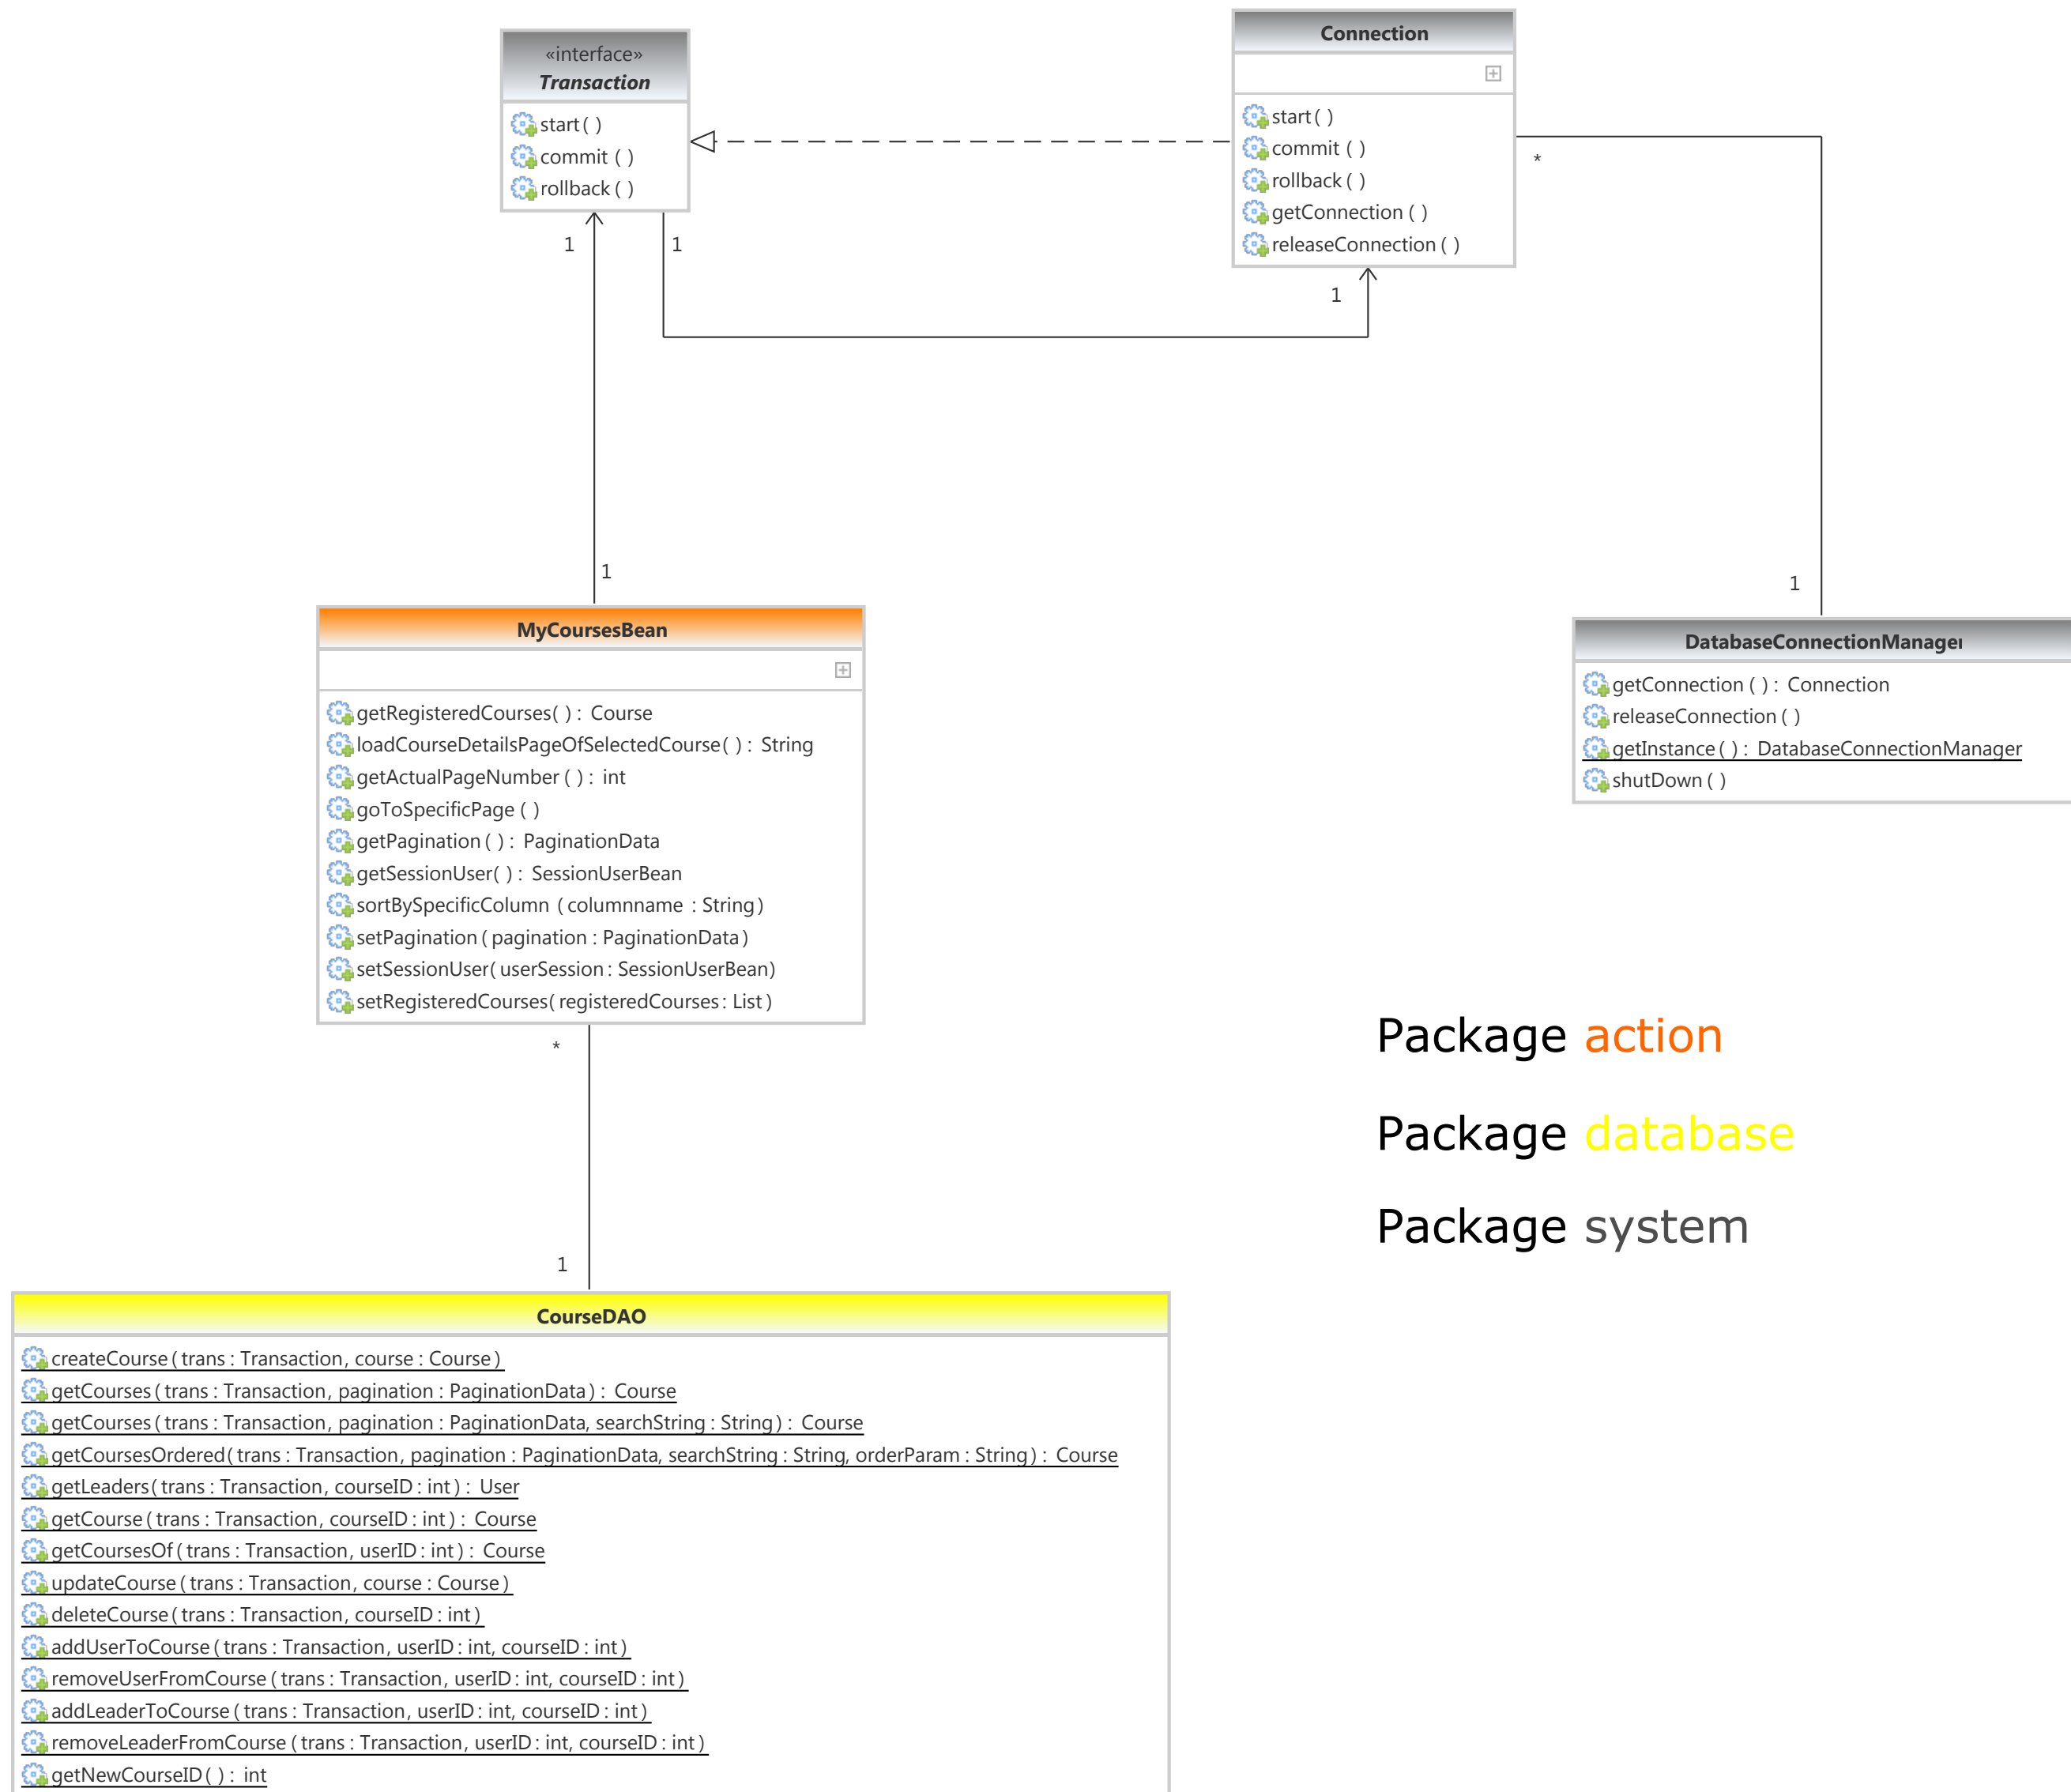 «interface»
Transaction
start( )
commit ( )
rollback ( )
1
1
Connection
start( )
commit ( )
rollback ( )
getConnection ( )
releaseConnection ( )
*
1
1
1
MyCoursesBean
getRegisteredCourses( ) : Course
loadCourseDetailsPageOfSelectedCourse( ) : String
getActualPageNumber ( ) : int
goToSpecificPage ( )
getPagination ( ) : PaginationData
getSessionUser( ) : SessionUserBean
sortBySpecificColumn ( columnname : String )
setPagination ( pagination : PaginationData )
setSessionUser( userSession : SessionUserBean)
setRegisteredCourses( registeredCourses : List )
DatabaseConnectionManager
getConnection ( ) : Connection
releaseConnection ( )
getInstance ( ) : DatabaseConnectionManager
shutDown ( )
*
1
Package action
Package database
Package system
CourseDAO
createCourse ( trans : Transaction, course : Course )
getCourses ( trans : Transaction, pagination : PaginationData ) : Course
getCourses ( trans : Transaction, pagination : PaginationData, searchString : String ) : Course
getCoursesOrdered( trans : Transaction, pagination : PaginationData, searchString : String, orderParam : String ) : Course
getLeaders( trans : Transaction, courseID : int ) : User
getCourse ( trans : Transaction, courseID : int ) : Course
getCoursesOf ( trans : Transaction, userID : int ) : Course
updateCourse ( trans : Transaction, course : Course )
deleteCourse ( trans : Transaction, courseID : int )
addUserToCourse ( trans : Transaction, userID : int, courseID : int )
removeUserFromCourse ( trans : Transaction, userID : int, courseID : int )
addLeaderToCourse ( trans : Transaction, userID : int, courseID : int )
removeLeaderFromCourse ( trans : Transaction, userID : int, courseID : int )
getNewCourseID ( ) : int